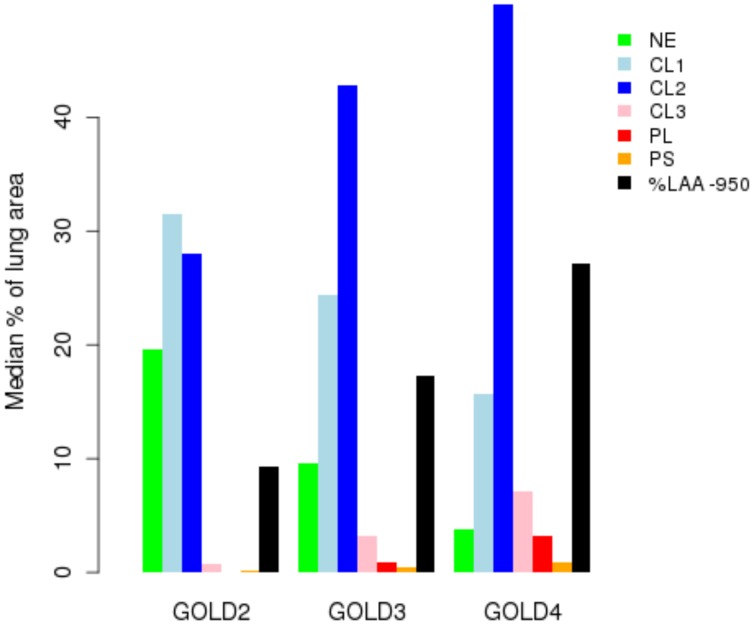 NE
CL1
CL2
CL3
PL
PS
%LAA -950
Median % of lung area
40
30
20
10
0
GOLD2 GOLD3 GOLD4